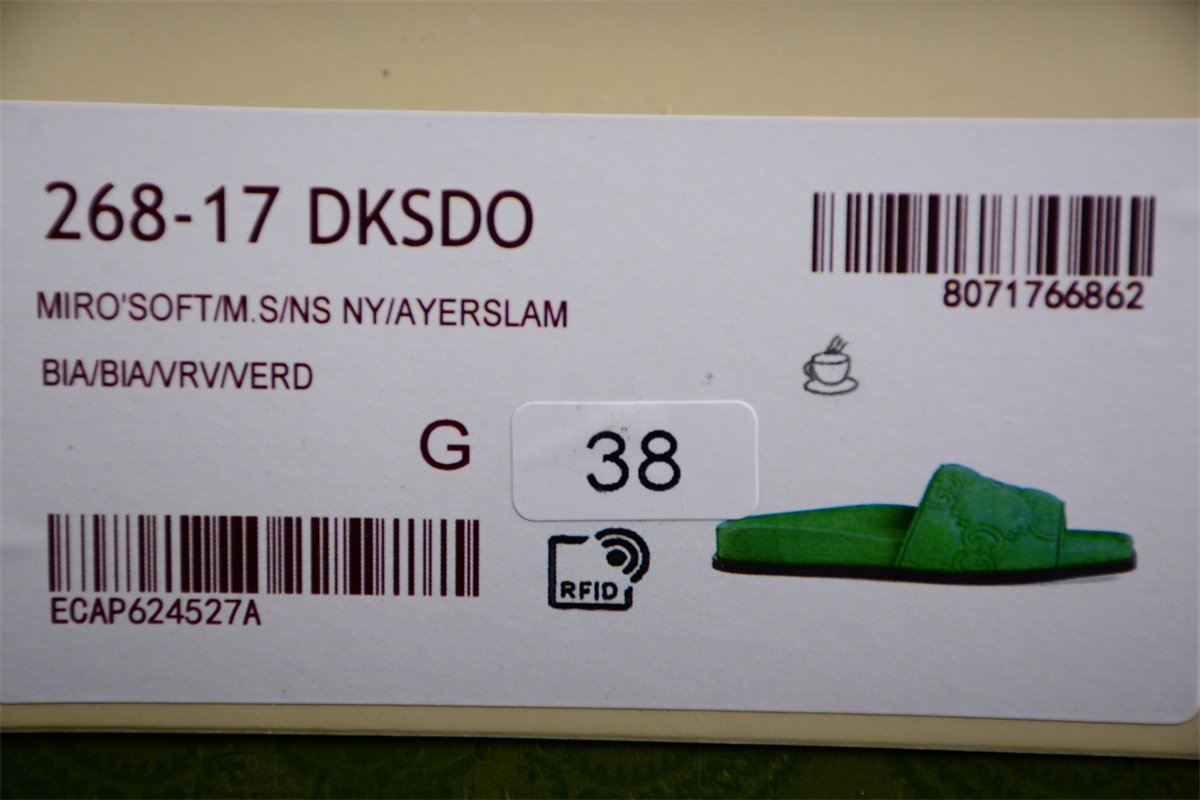 268-17 DKSDO
8071766862
MIRO'SOFT/M.S/NS NY/AYERSLAM
BIA/BIA/VRV/VERD
G
38
ECAP624527A
RFID